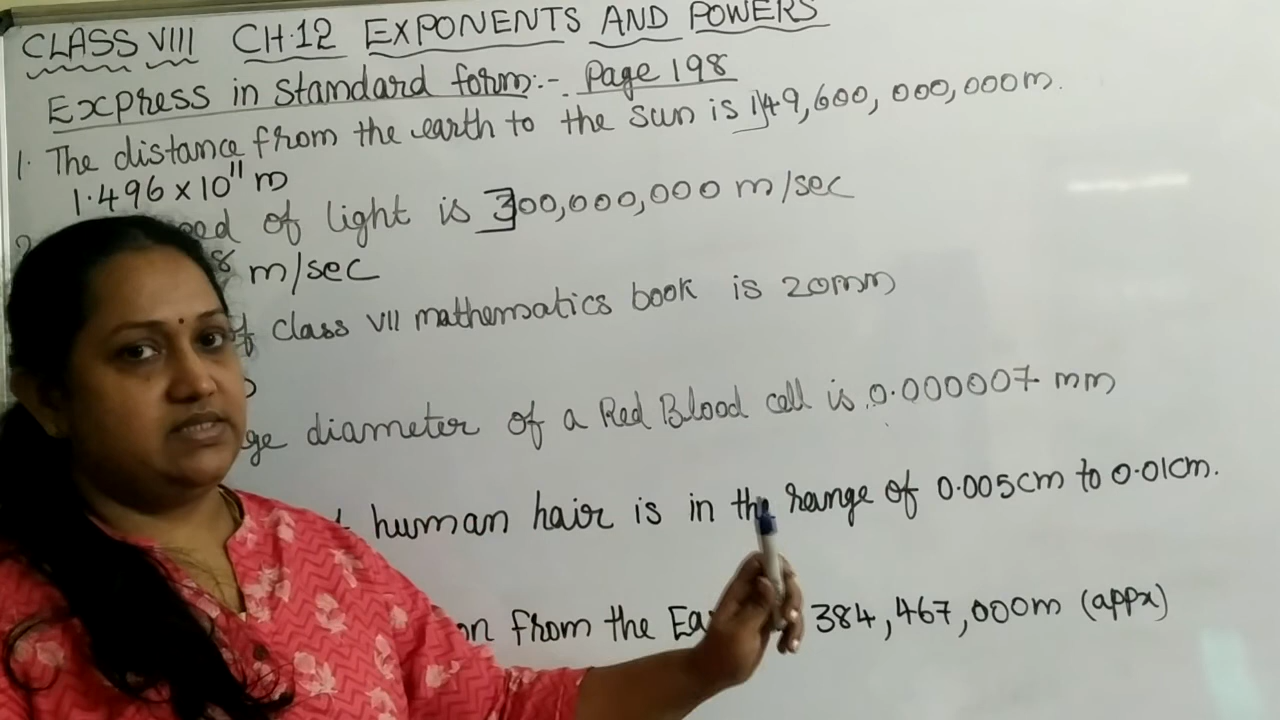 CLASS VIII CH.12 EXPONENTS AND POWERS
Express in standard form:- Page 198
1. The distance from the earth to the sun is 149,600,000,000m.
1.496 x 10¹¹ m
of light is 300,000,000 m/sec
8 m/sec
of class VII mathematics book is 20mm
diameter of a Red Blood cell is 0.000007 mm
human hair is in the range of 0.005cm to 0.01cm.
from the 384,467,000m (appx)